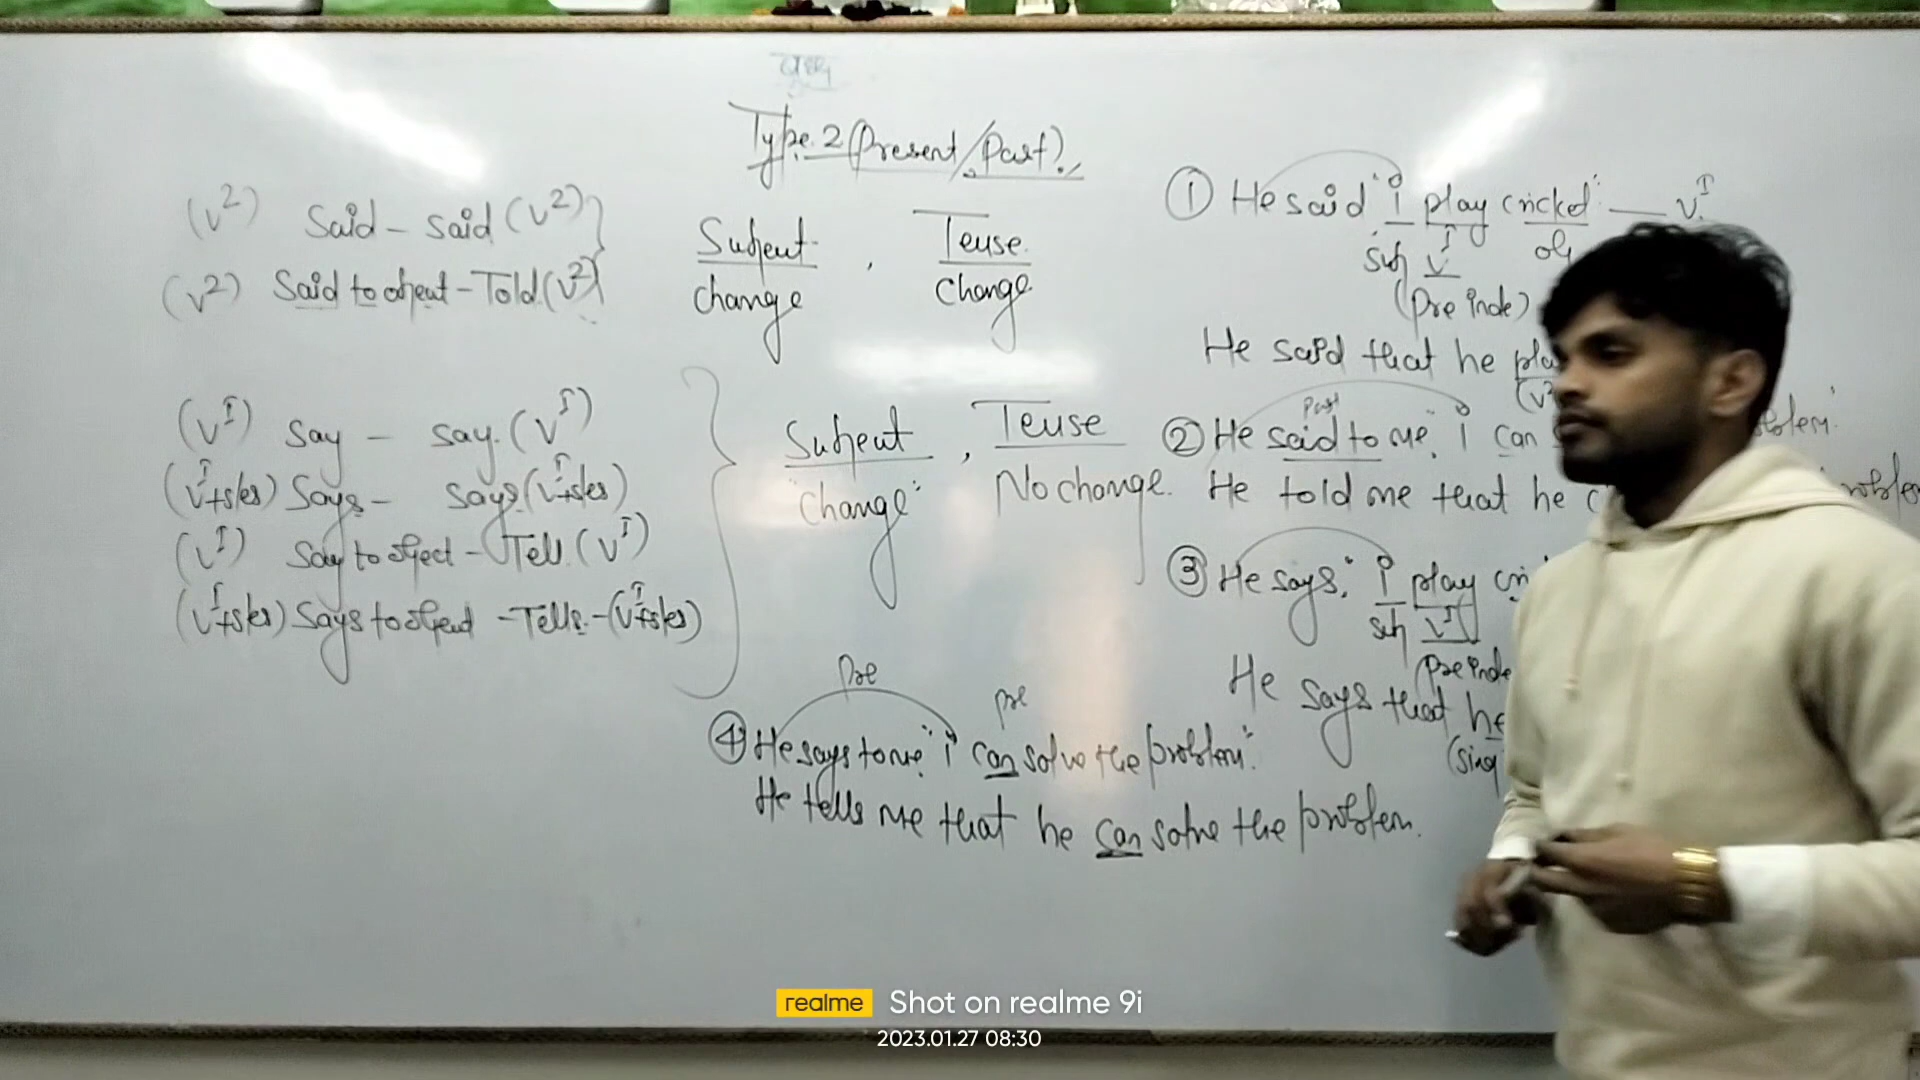 Type. 2 (Present/Past).
(V²) Said - said (V²)
(V²) Said to object - Told (V²)
Subject change, Tense Change
(V¹) Say - say. (V¹)
(V¹+s/es) Says - says (V¹+s/es)
(V¹) Say to object - Tell (V¹)
(V¹+s/es) Says to object - Tells - (V¹+s/es)
Subject "change", Tense No change.
① He said "i play cricket" — V¹
sub V¹ obj
(Pre inde)
He said that he
(V²
Past
② He said to me, "i can problem."
He told me that he problem
③ He says, "i play
sub V¹
Pre inde
He says that he
(sing
Pre pre
④ He says to me, "i can solve the problem".
He tells me that he can solve the problem.
realme Shot on realme 9i
2023.01.27 08:30